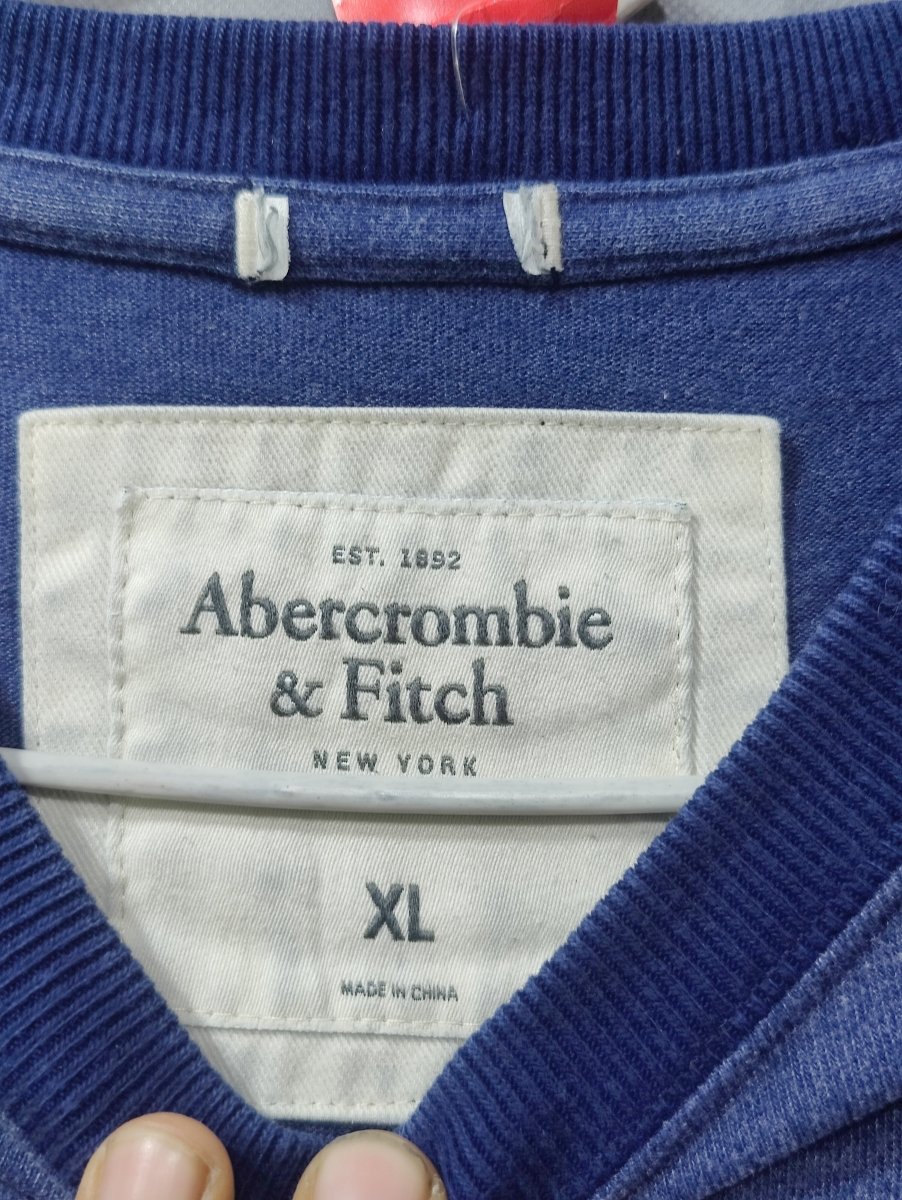 EST. 1892
Abercrombie
& Fitch
NEW YORK
XL
MADE IN CHINA